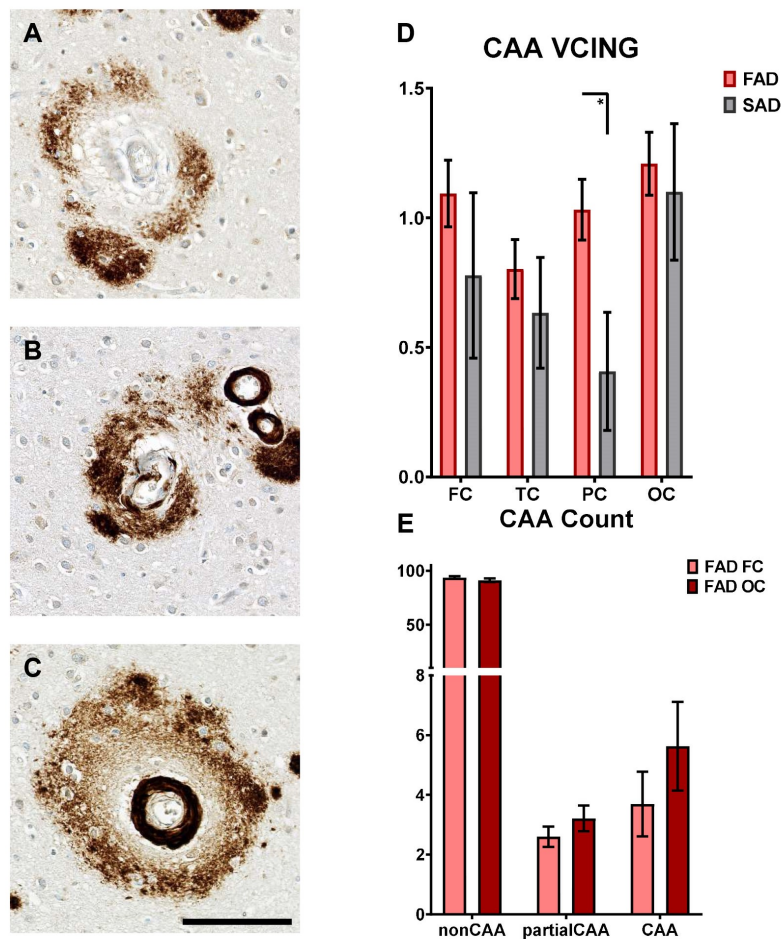 A
B
C
D
CAA VCING
FAD
SAD
*
1.5
1.0
0.5
0.0
FC TC PC OC
E
CAA Count
FAD FC
FAD OC
100
50
8
6
4
2
0
nonCAA partialCAA CAA